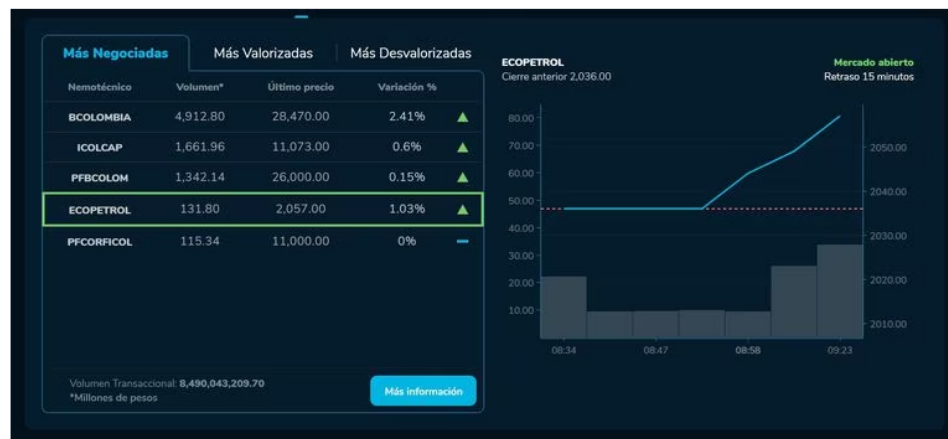 Más Negociadas Más Valorizadas Más Desvalorizadas
Nemotécnico Volumen* Último precio Variación %
BCOLOMBIA 4,912.80 28,470.00 2.41%
ICOLCAP 1,661.96 11,073.00 0.6%
PFBCOLOM 1,342.14 26,000.00 0.15%
ECOPETROL 131.80 2,057.00 1.03%
PFCORFICOL 115.34 11,000.00 0%
Volumen Transaccional: 8,490,043,209.70
*Millones de pesos
Más información
ECOPETROL Mercado abierto
Cierre anterior 2,036.00 Retraso 15 minutos
80.00
70.00 2050.00
60.00
50.00 2040.00
40.00
30.00 2030.00
20.00 2020.00
10.00 2010.00
08:34 08:47 08:58 09:23